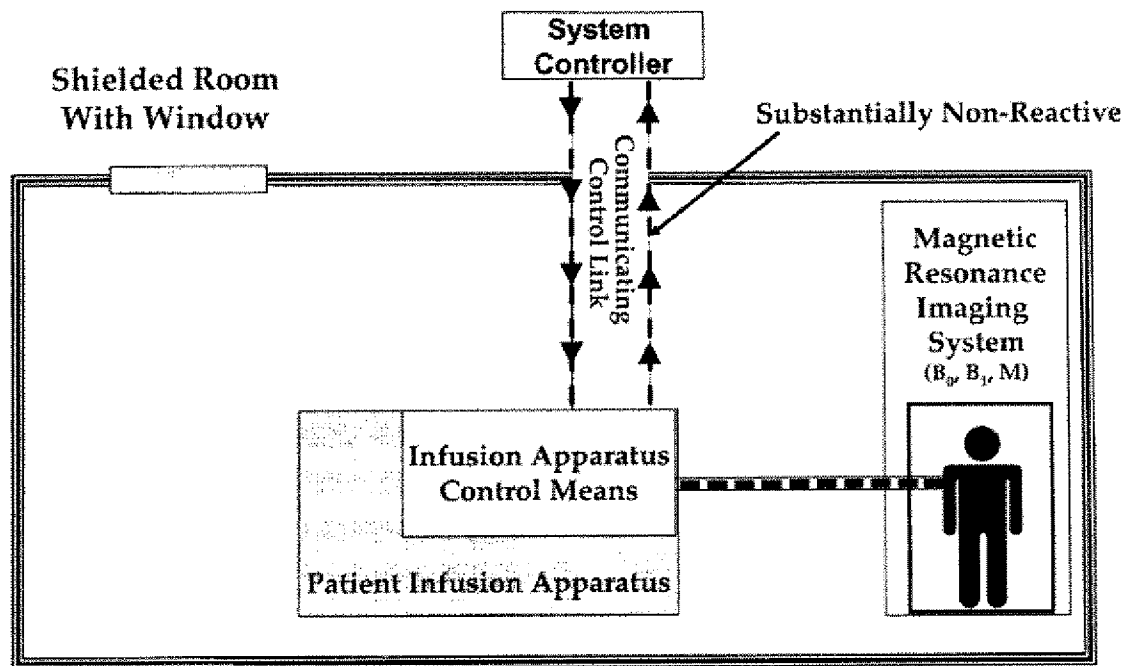 System
Controller
Shielded Room
With Window
Substantially Non-Reactive
Communicating
Control Link
Magnetic
Resonance
Imaging
System
(B₀, B₁, M)
Infusion Apparatus
Control Means
Patient Infusion Apparatus